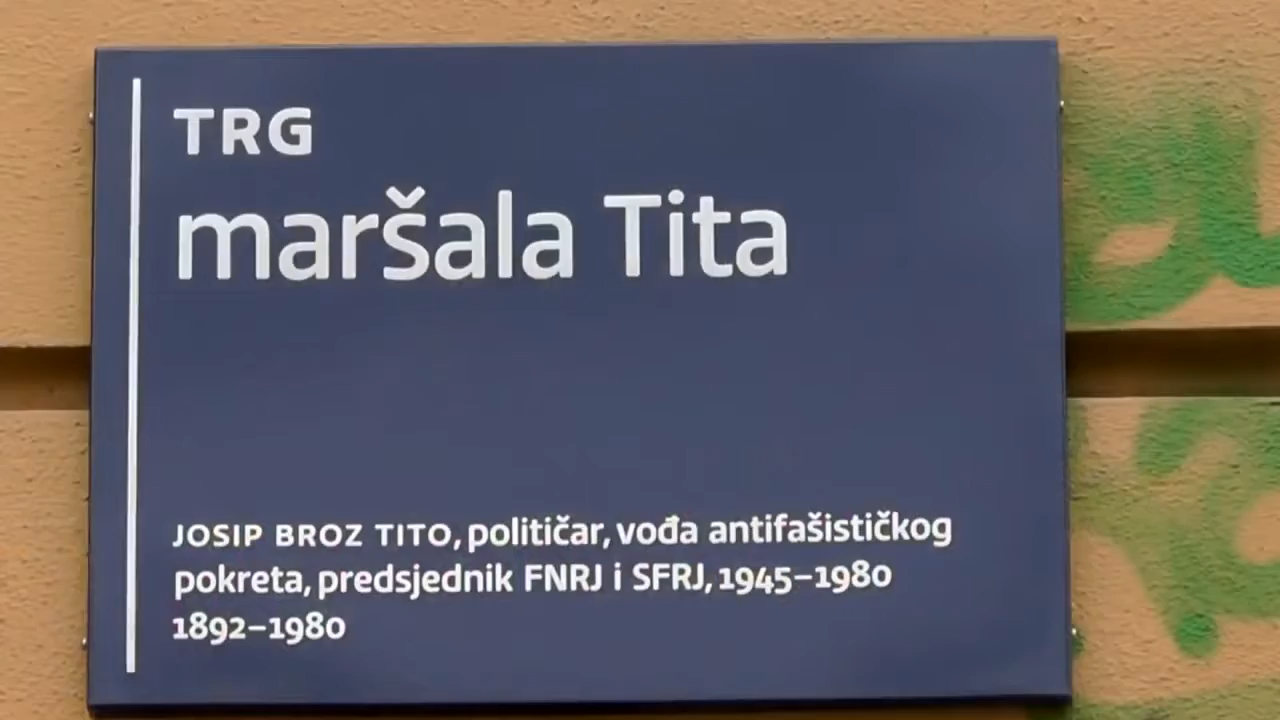 TRG
maršala Tita
JOSIP BROZ TITO, političar, vođa antifašističkog
pokreta, predsjednik FNRJ i SFRJ, 1945–1980
1892–1980